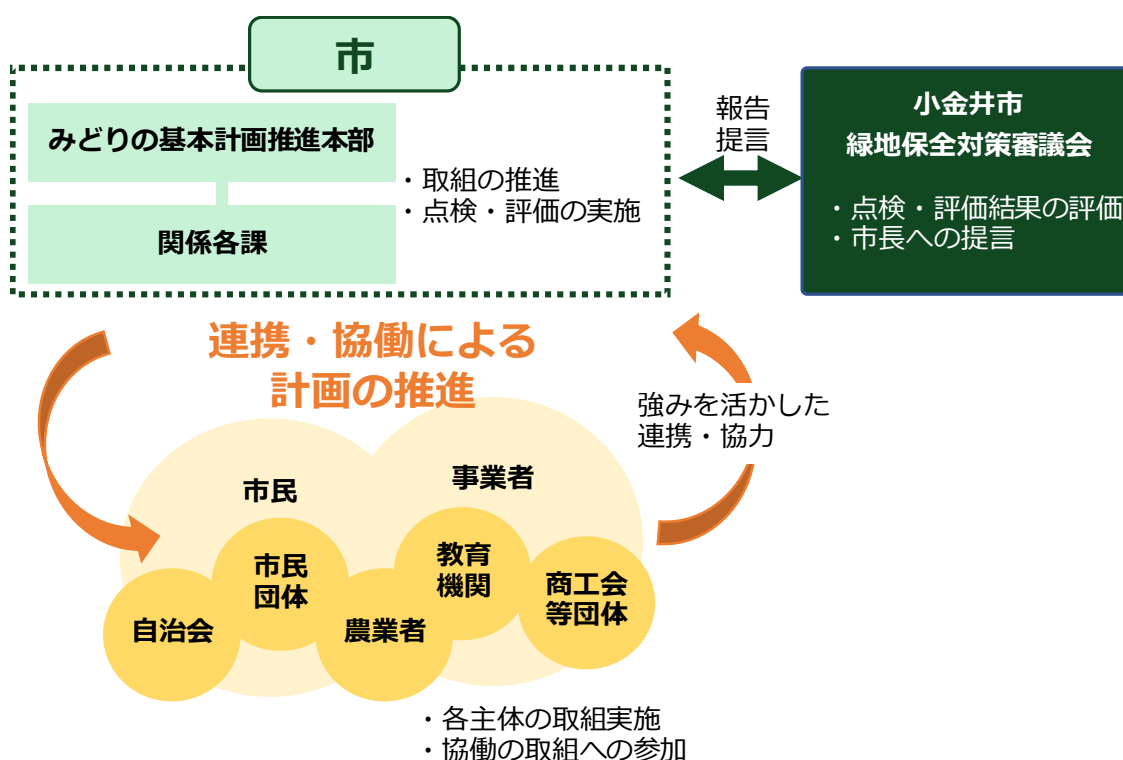 市
みどりの基本計画推進本部
関係各課
・取組の推進
・点検・評価の実施
報告
提言
小金井市
緑地保全対策審議会
・点検・評価結果の評価
・市長への提言
連携・協働による
計画の推進
強みを活かした
連携・協力
市民
事業者
自治会
市民
団体
農業者
教育
機関
商工会
等団体
・各主体の取組実施
・協働の取組への参加